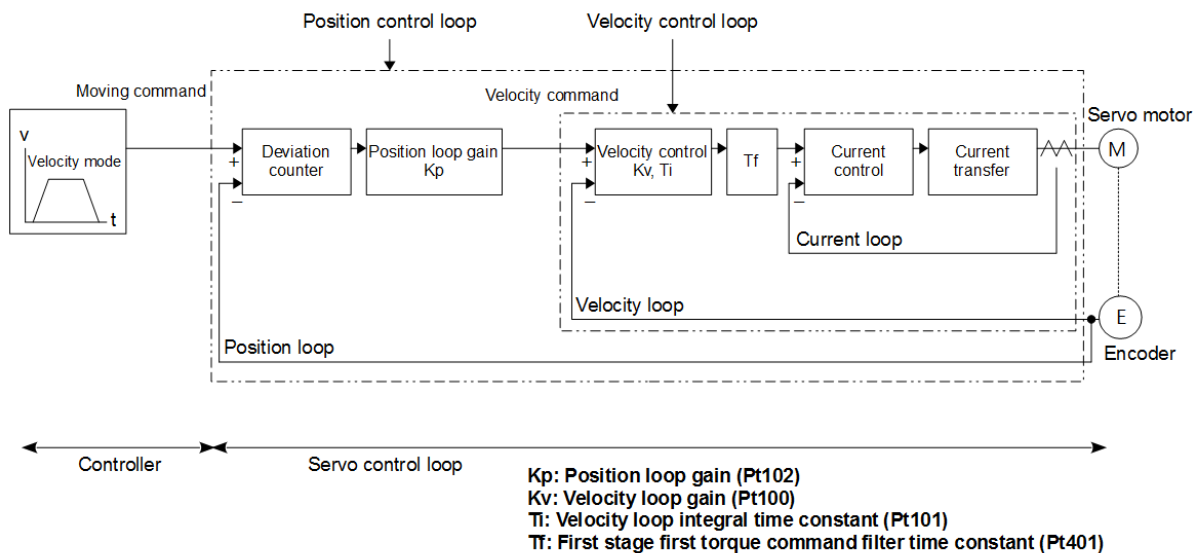 Position control loop
Velocity control loop
Moving command
Velocity command
Servo motor
v
Velocity mode
t
+
−
Deviation
counter
Position loop gain
Kp
+
−
Velocity control
Kv, Ti
Tf
+
−
Current
control
Current
transfer
M
Current loop
Velocity loop
E
Position loop
Encoder
Controller
Servo control loop
Kp: Position loop gain (Pt102)
Kv: Velocity loop gain (Pt100)
Ti: Velocity loop integral time constant (Pt101)
Tf: First stage first torque command filter time constant (Pt401)